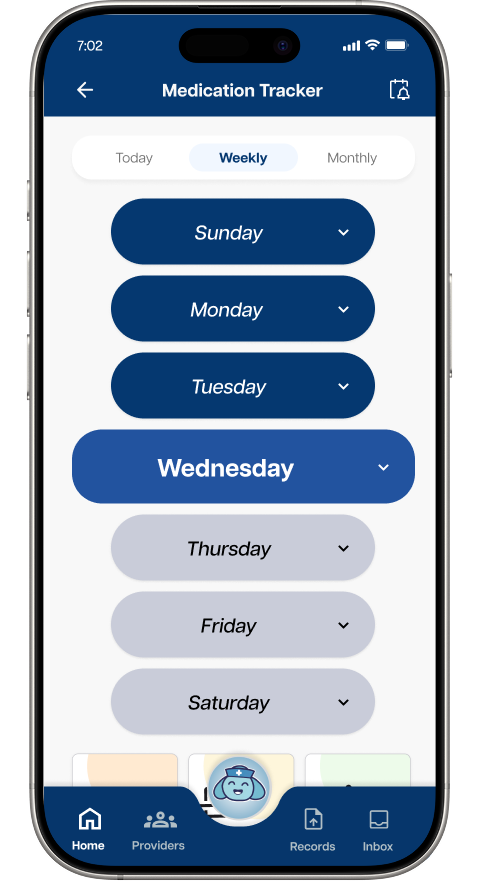 7:02
Medication Tracker
Today Weekly Monthly
Sunday
Monday
Tuesday
Wednesday
Thursday
Friday
Saturday
Home Providers Records Inbox